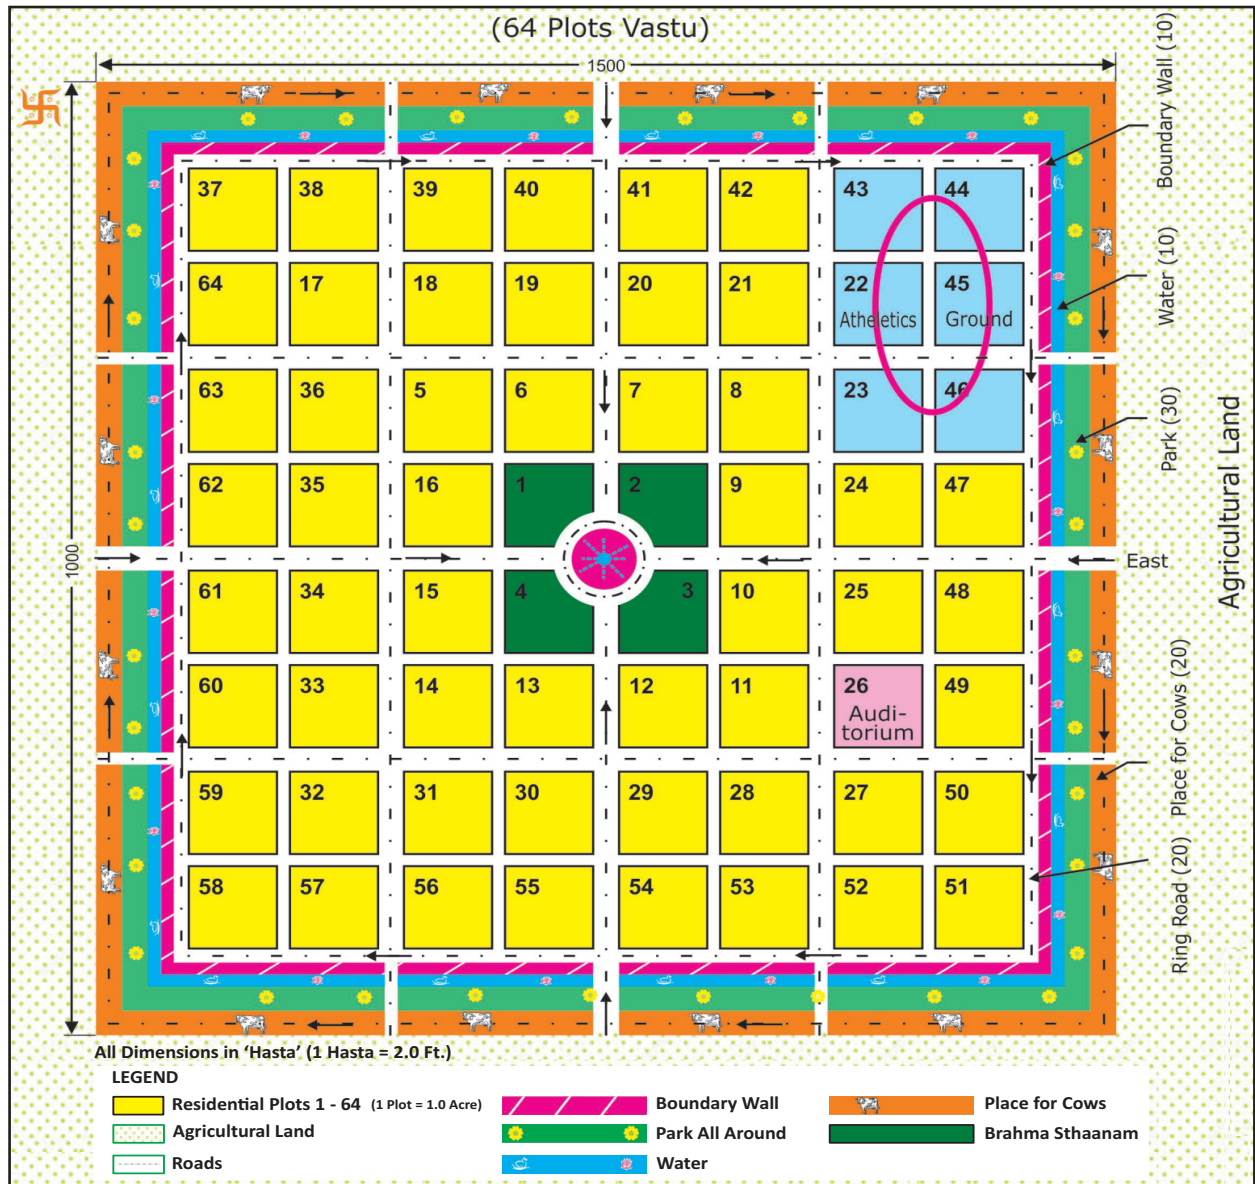 (64 Plots Vastu)
1500
1000
37 38 39 40 41 42 43 44
64 17 18 19 20 21 22 45
Atheletics Ground
63 36 5 6 7 8 23 46
62 35 16 1 2 9 24 47
61 34 15 4 3 10 25 48
60 33 14 13 12 11 26 49
Audi-
torium
59 32 31 30 29 28 27 50
58 57 56 55 54 53 52 51
Boundary Wall (10)
Water (10)
Park (30)
East
Agricultural Land
Place for Cows (20)
Ring Road (20)
All Dimensions in ‘Hasta’ (1 Hasta = 2.0 Ft.)
LEGEND
Residential Plots 1 - 64 (1 Plot = 1.0 Acre)
Agricultural Land
Roads
Boundary Wall
Park All Around
Water
Place for Cows
Brahma Sthaanam